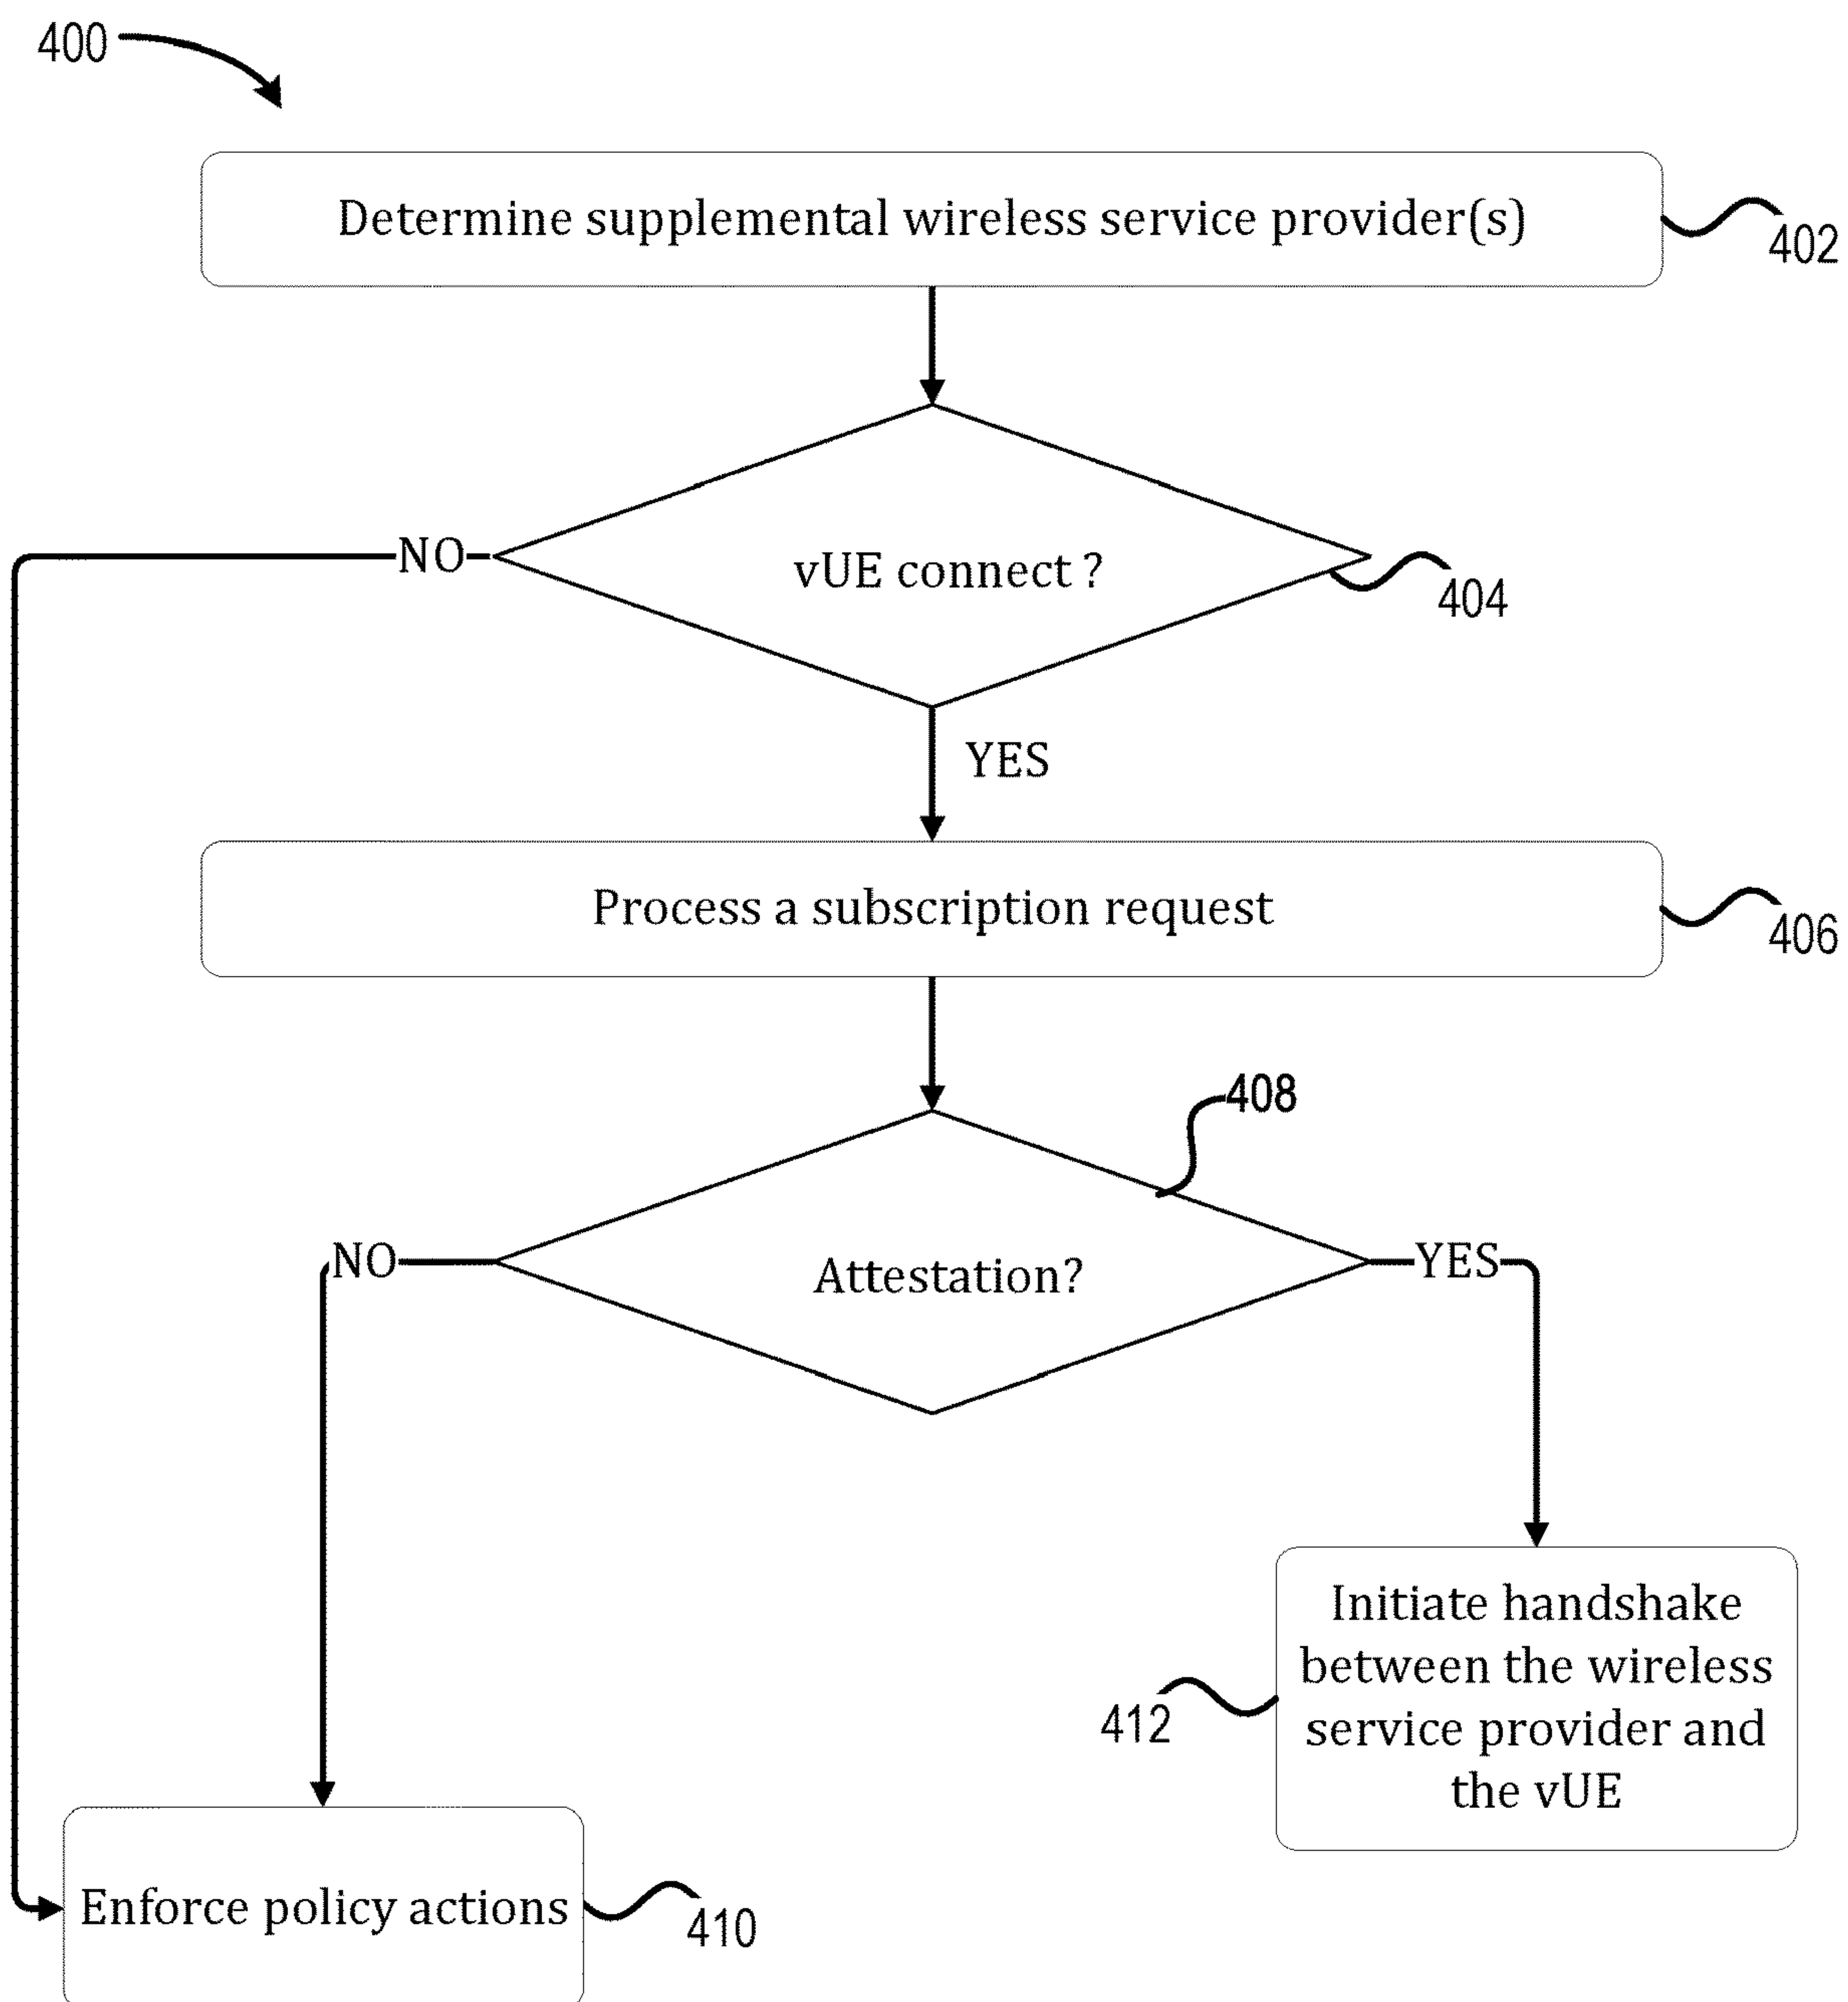 400
Determine supplemental wireless service provider(s)
402
NO
vUE connect ?
404
YES
Process a subscription request
406
408
NO
Attestation?
YES
Initiate handshake
between the wireless
service provider and
the vUE
412
Enforce policy actions
410